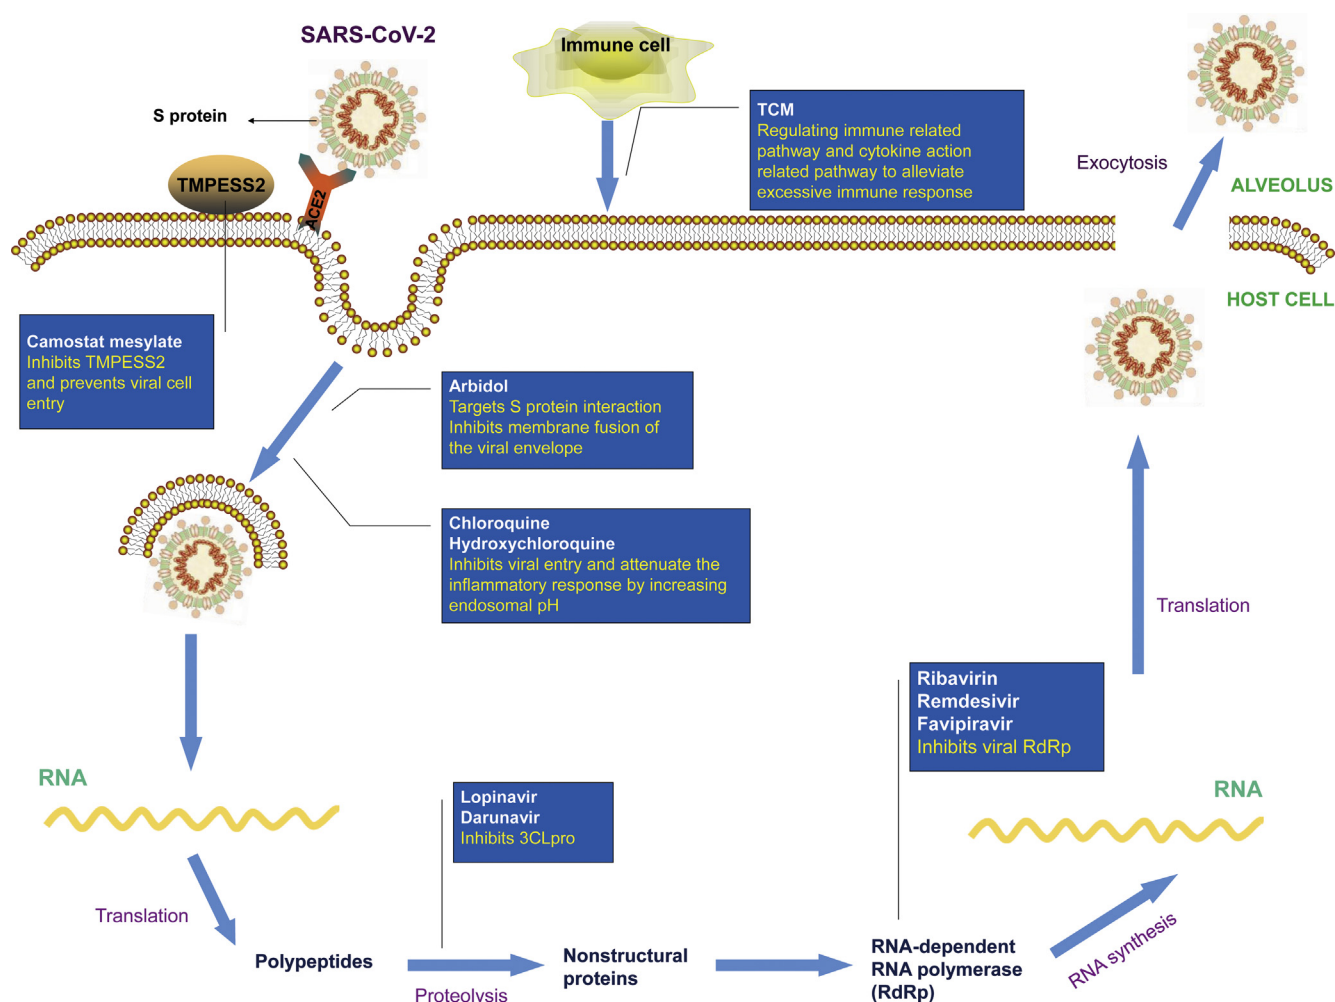 SARS-CoV-2
Immune cell
S protein
TMPESS2
ACE2
TCM
Regulating immune related
pathway and cytokine action
related pathway to alleviate
excessive immune response
Exocytosis
ALVEOLUS
HOST CELL
Camostat mesylate
Inhibits TMPESS2
and prevents viral cell
entry
Arbidol
Targets S protein interaction
Inhibits membrane fusion of
the viral envelope
Chloroquine
Hydroxychloroquine
Inhibits viral entry and attenuate the
inflammatory response by increasing
endosomal pH
Translation
Ribavirin
Remdesivir
Favipiravir
Inhibits viral RdRp
RNA
Lopinavir
Darunavir
Inhibits 3CLpro
RNA
Translation
Polypeptides
Proteolysis
Nonstructural
proteins
RNA-dependent
RNA polymerase
(RdRp)
RNA synthesis